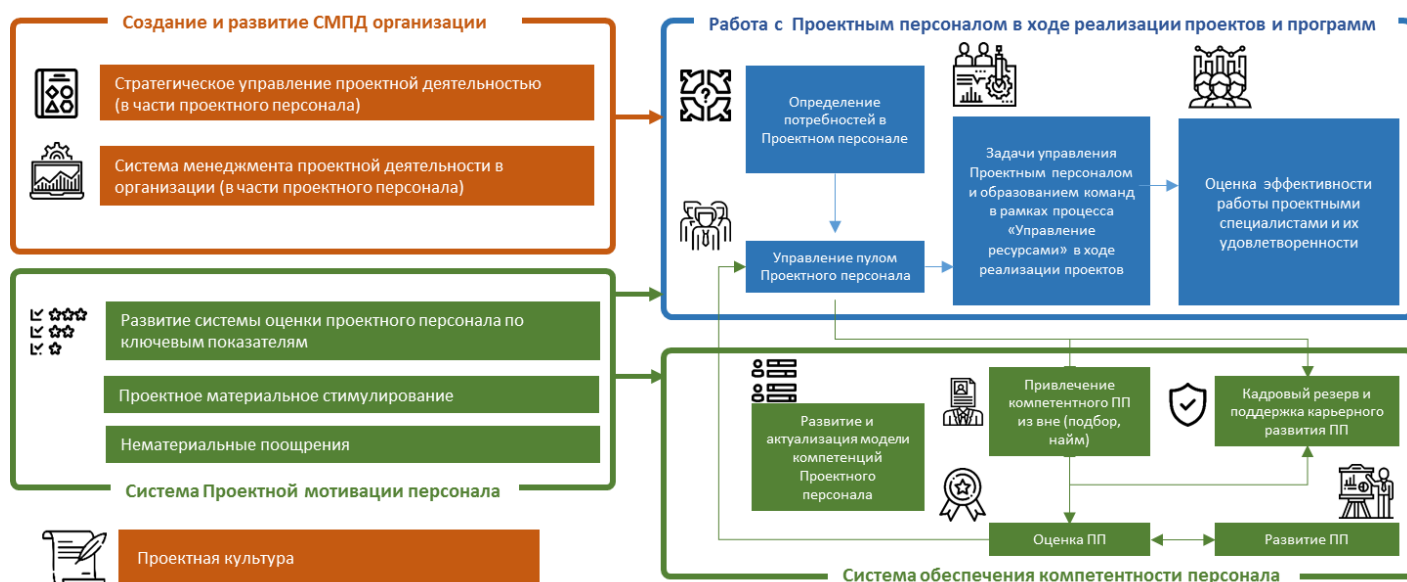 Создание и развитие СМПД организации
Стратегическое управление проектной деятельностью
(в части проектного персонала)
Система менеджмента проектной деятельности в
организации (в части проектного персонала)
Развитие системы оценки проектного персонала по
ключевым показателям
Проектное материальное стимулирование
Нематериальные поощрения
Система Проектной мотивации персонала
Проектная культура
Работа с Проектным персоналом в ходе реализации проектов и программ
Определение
потребностей в
Проектном персонале
Управление пулом
Проектного персонала
Задачи управления
Проектным персоналом
и образованием команд
в рамках процесса
«Управление
ресурсами» в ходе
реализации проектов
Оценка эффективности
работы проектными
специалистами и их
удовлетворенности
Развитие и
актуализация модели
компетенций
Проектного
персонала
Привлечение
компетентного ПП
из вне (подбор,
найм)
Кадровый резерв и
поддержка карьерного
развития ПП
Оценка ПП
Развитие ПП
Система обеспечения компетентности персонала